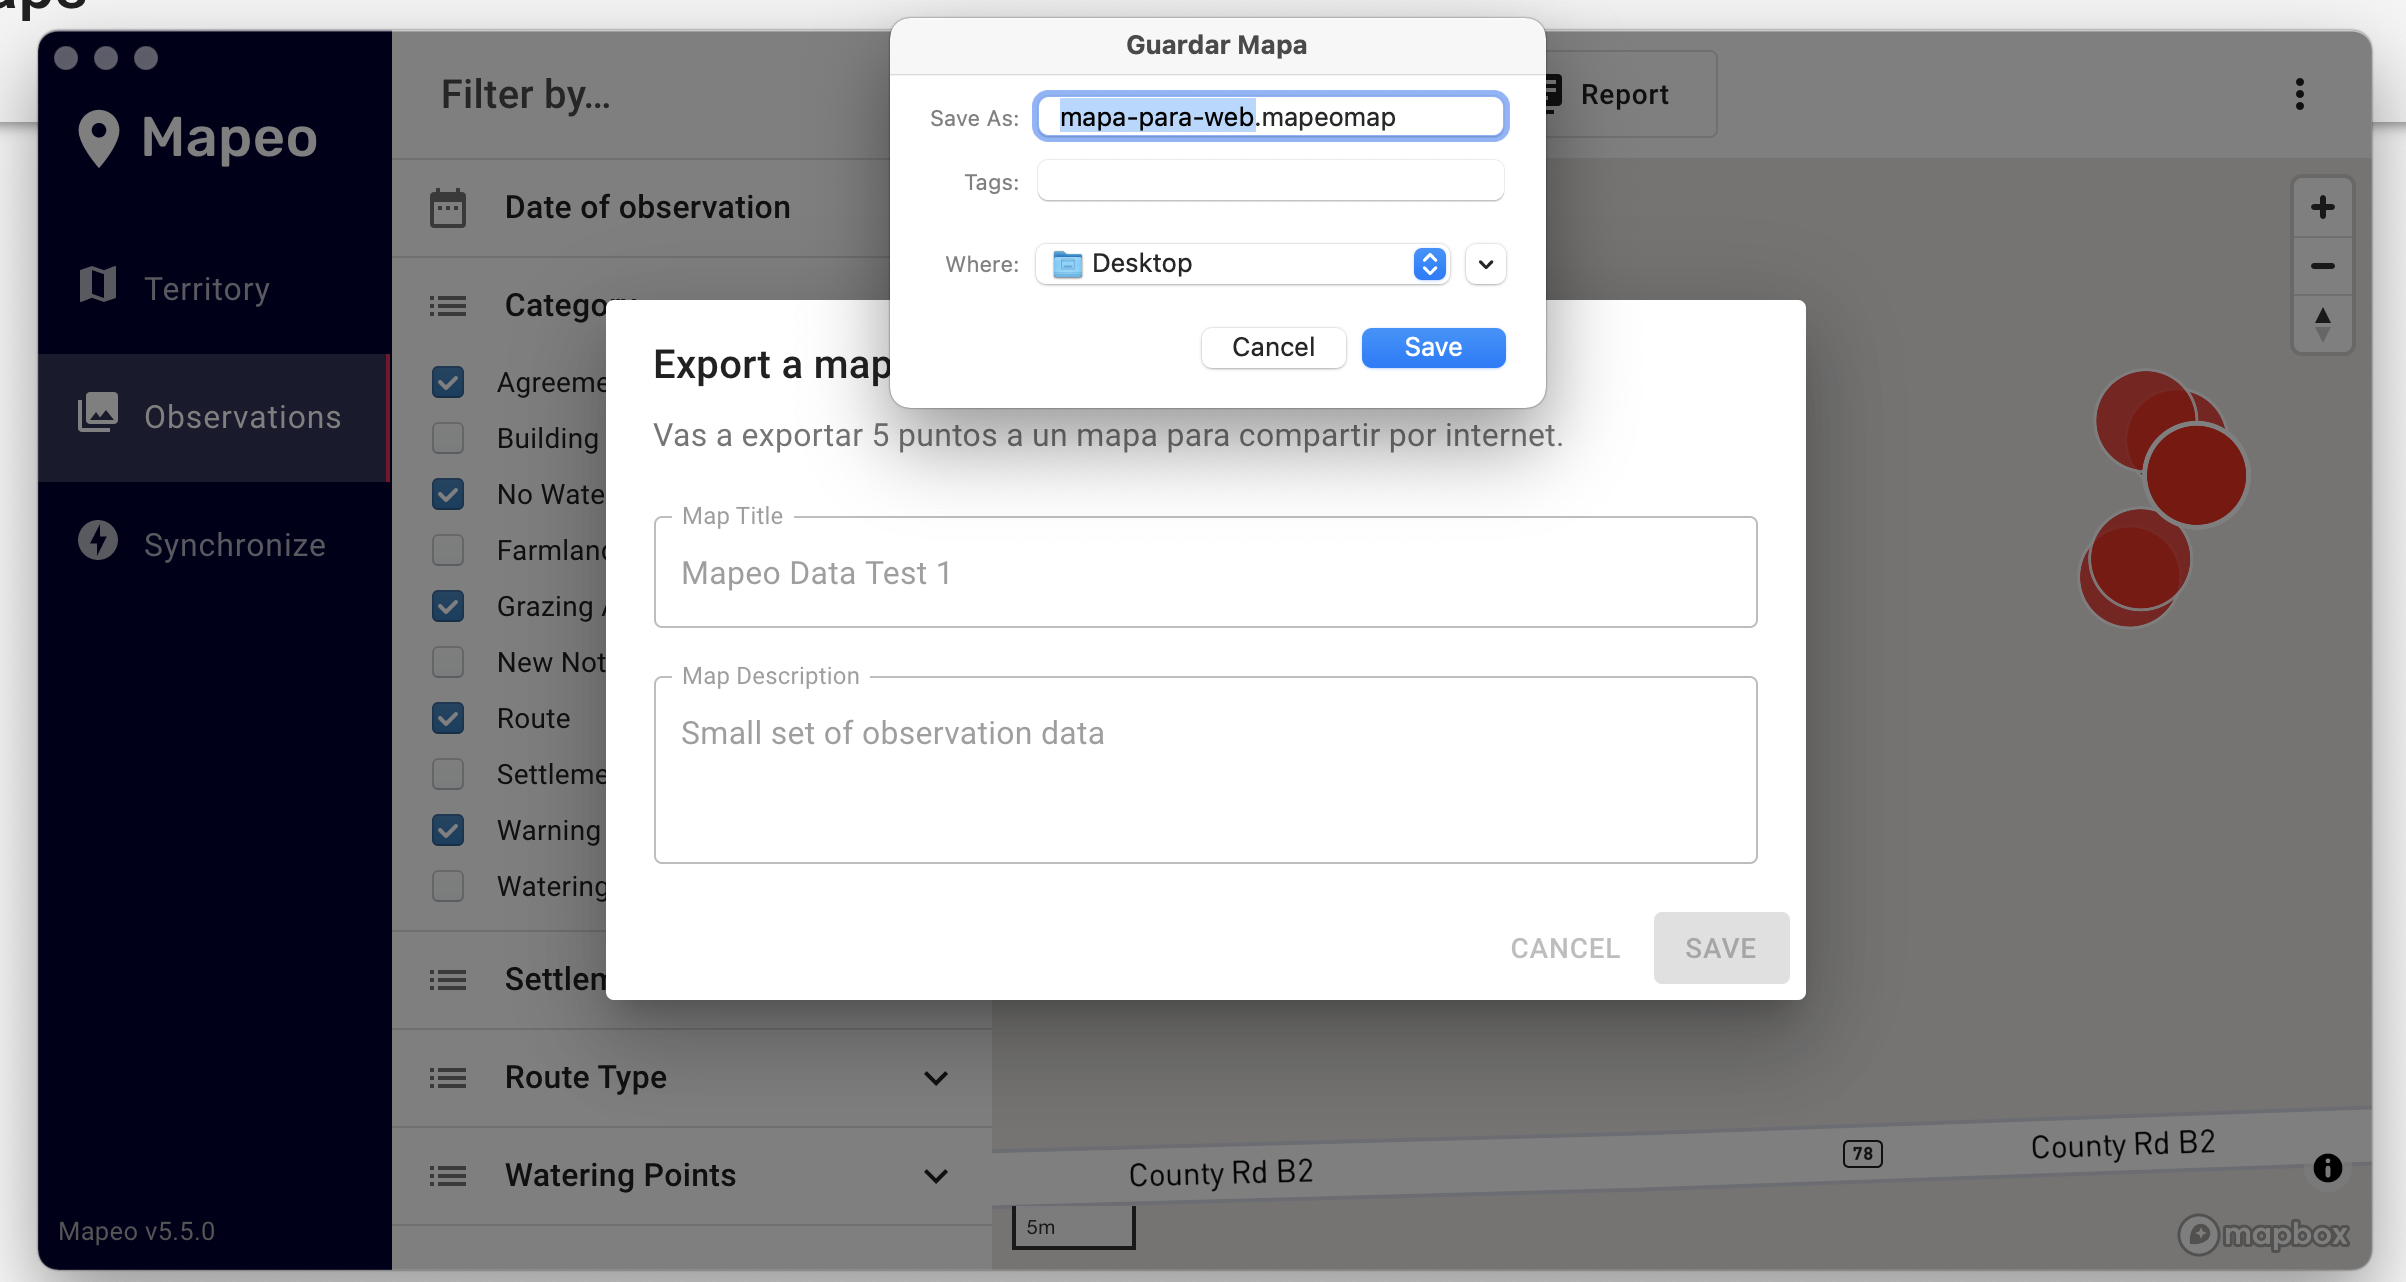 Guardar Mapa
Save As: mapa-para-web.mapeomap
Tags:
Where: Desktop
Cancel Save
Mapeo
Territory
Observations
Synchronize
Mapeo v5.5.0
Filter by...
Report
Date of observation
Agreeme
Building
No Wate
Farmland
Grazing A
New Not
Route
Settleme
Warning
Watering
Settlem
Route Type
Watering Points
Export a map
Vas a exportar 5 puntos a un mapa para compartir por internet.
Map Title
Mapeo Data Test 1
Map Description
Small set of observation data
CANCEL SAVE
County Rd B2
78
County Rd B2
5m
mapbox